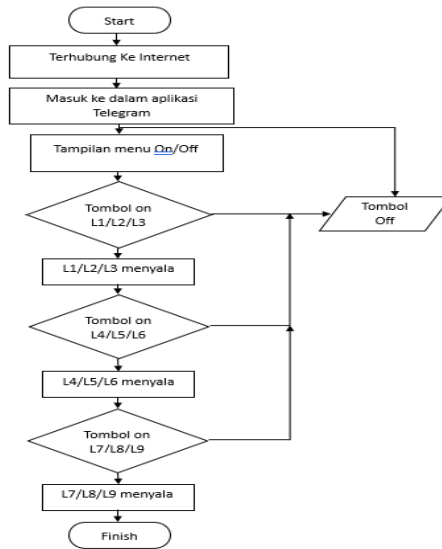 Start
Terhubung Ke Internet
Masuk ke dalam aplikasi
Telegram
Tampilan menu On/Off
Tombol on
L1/L2/L3
Tombol
Off
L1/L2/L3 menyala
Tombol on
L4/L5/L6
L4/L5/L6 menyala
Tombol on
L7/L8/L9
L7/L8/L9 menyala
Finish